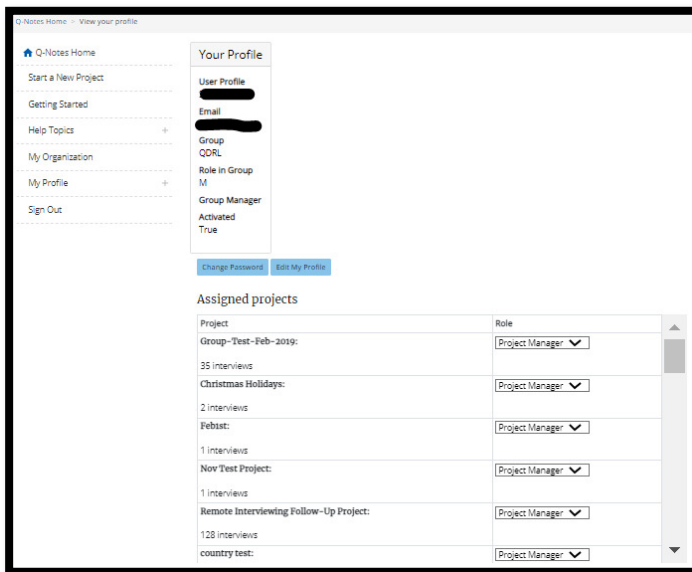 Q-Notes Home > View your profile
Q-Notes Home
Start a New Project
Getting Started
Help Topics +
My Organization
My Profile +
Sign Out
Your Profile
User Profile
Email
Group
QDRL
Role in Group
M
Group Manager
Activated
True
Change Password Edit My Profile
Assigned projects
Project Role
Group-Test-Feb-2019: Project Manager
35 interviews
Christmas Holidays: Project Manager
2 interviews
Feb1st: Project Manager
1 interviews
Nov Test Project: Project Manager
1 interviews
Remote Interviewing Follow-Up Project: Project Manager
128 interviews
country test: Project Manager